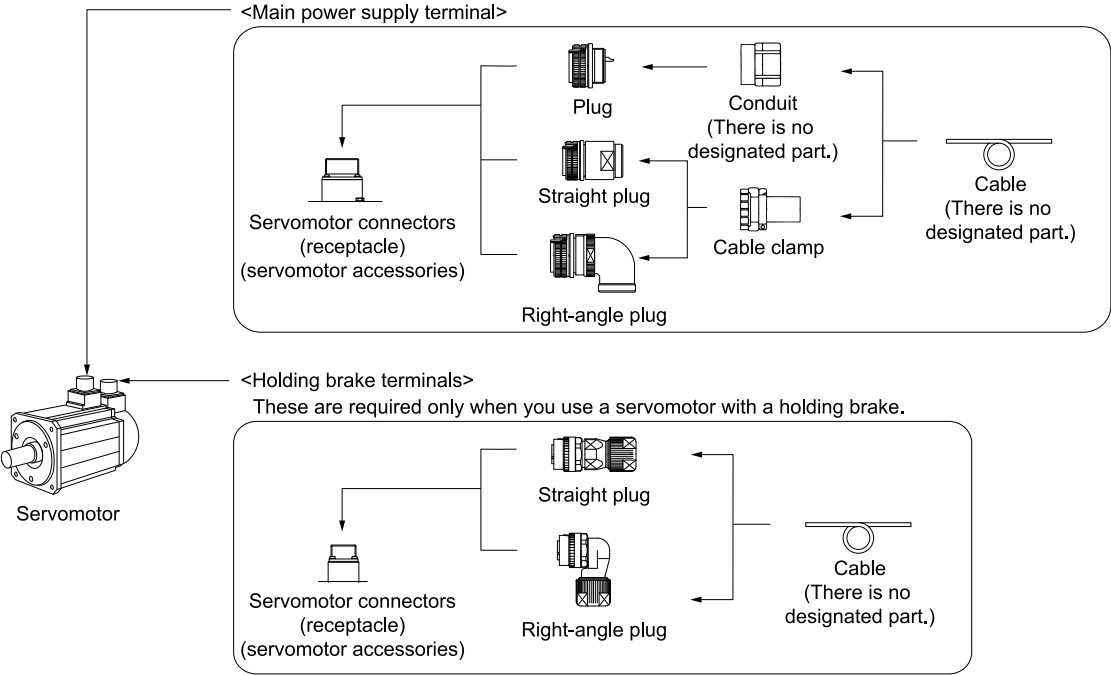 <Main power supply terminal>
Plug
Conduit
(There is no
designated part.)
Straight plug
Cable
(There is no
designated part.)
Servomotor connectors
(receptacle)
(servomotor accessories)
Cable clamp
Right-angle plug
<Holding brake terminals>
These are required only when you use a servomotor with a holding brake.
Servomotor
Straight plug
Cable
(There is no
designated part.)
Servomotor connectors
(receptacle)
(servomotor accessories)
Right-angle plug